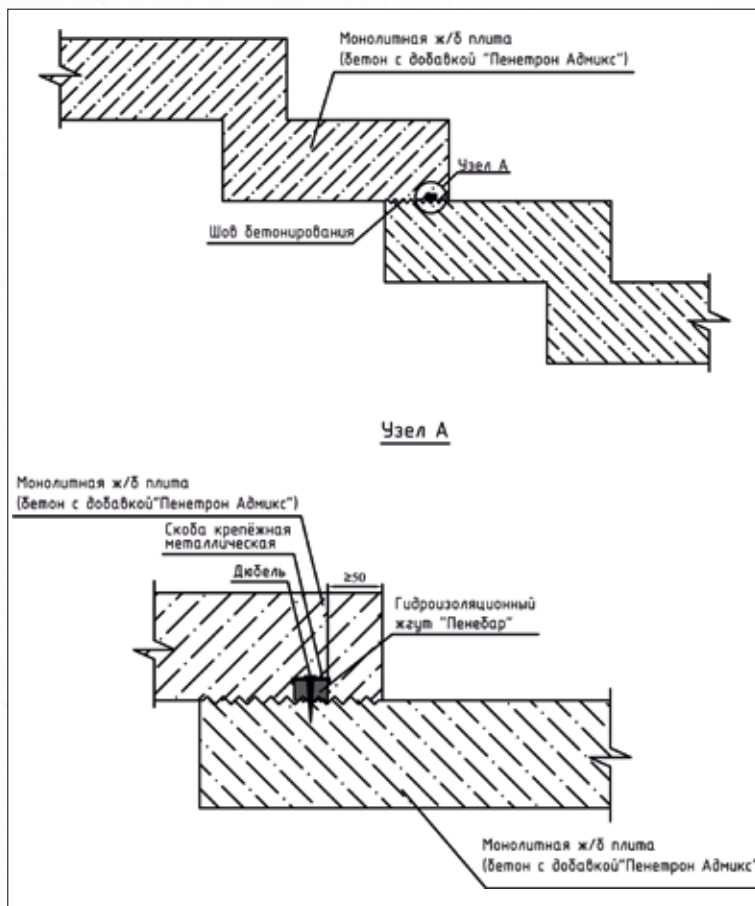 Монолитная ж/б плита
(бетон с добавкой "Пенетрон Адмикс")
Узел А
Шов бетонирования
Узел А
Монолитная ж/б плита
(бетон с добавкой"Пенетрон Адмикс")
Скоба крепёжная
металлическая
Дюбель
≥50
Гидроизоляционный
жгут "Пенебар"
Монолитная ж/б плита
(бетон с добавкой"Пенетрон Адмикс"